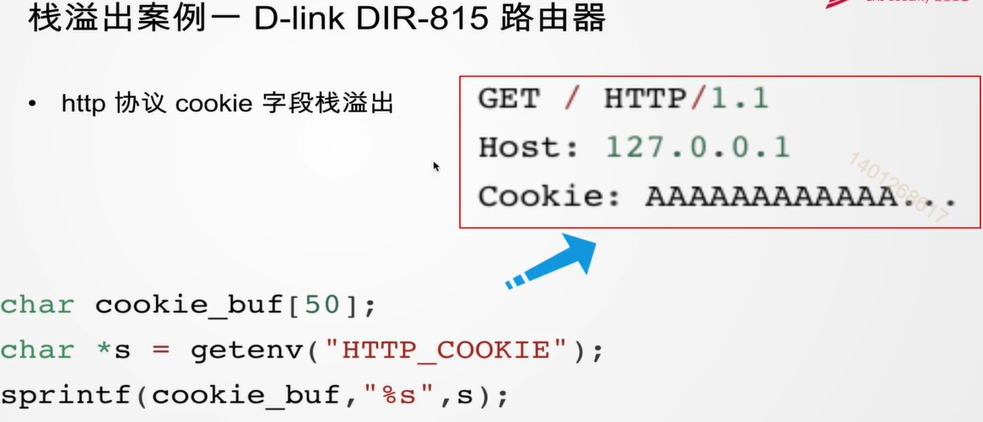 栈溢出案例一 D-link DIR-815 路由器
• http 协议 cookie 字段栈溢出
GET / HTTP/1.1
Host: 127.0.0.1
Cookie: AAAAAAAAAAAA...
1401268617
char cookie_buf[50];
char *s = getenv("HTTP_COOKIE");
sprintf(cookie_buf,"%s",s);